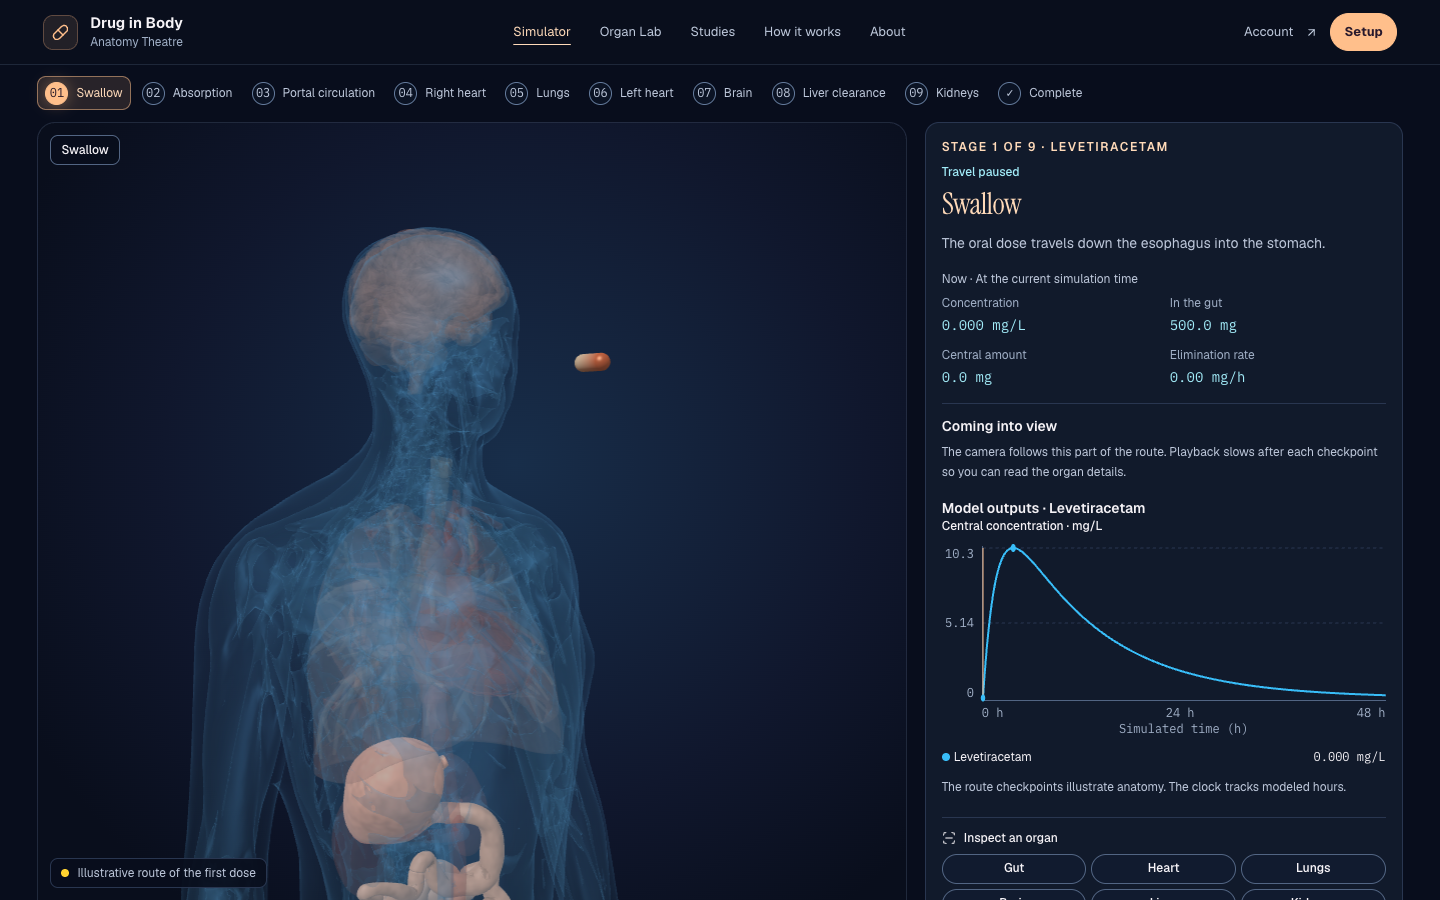 Drug in Body
Anatomy Theatre
Simulator
Organ Lab
Studies
How it works
About
Account
Setup
01 Swallow
02 Absorption
03 Portal circulation
04 Right heart
05 Lungs
06 Left heart
07 Brain
08 Liver clearance
09 Kidneys
✓ Complete
Swallow
Illustrative route of the first dose
STAGE 1 OF 9 · LEVETIRACETAM
Travel paused
Swallow
The oral dose travels down the esophagus into the stomach.
Now · At the current simulation time
Concentration
0.000 mg/L
In the gut
500.0 mg
Central amount
0.0 mg
Elimination rate
0.00 mg/h
Coming into view
The camera follows this part of the route. Playback slows after each checkpoint
so you can read the organ details.
Model outputs · Levetiracetam
Central concentration · mg/L
10.3
5.14
0
0 h
24 h
48 h
Simulated time (h)
Levetiracetam
0.000 mg/L
The route checkpoints illustrate anatomy. The clock tracks modeled hours.
Inspect an organ
Gut
Heart
Lungs